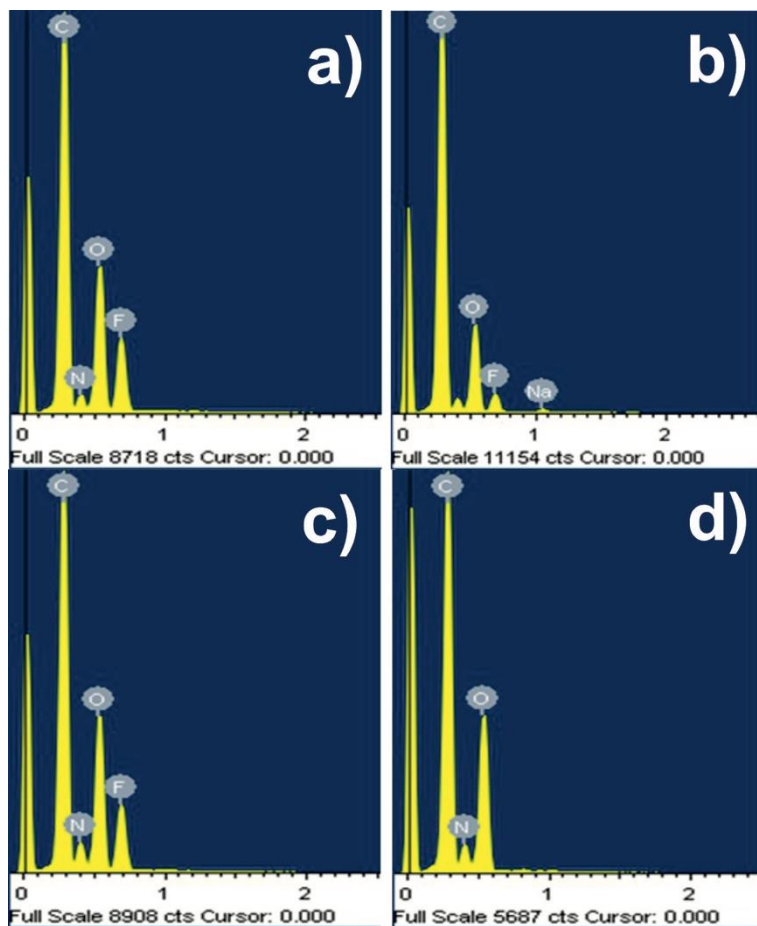 a)
C
O
F
N
0 1 2
Full Scale 8718 cts Cursor: 0.000
b)
C
O
F
Na
0 1 2
Full Scale 11154 cts Cursor: 0.000
c)
C
O
F
N
0 1 2
Full Scale 8908 cts Cursor: 0.000
d)
C
O
N
0 1 2
Full Scale 5687 cts Cursor: 0.000